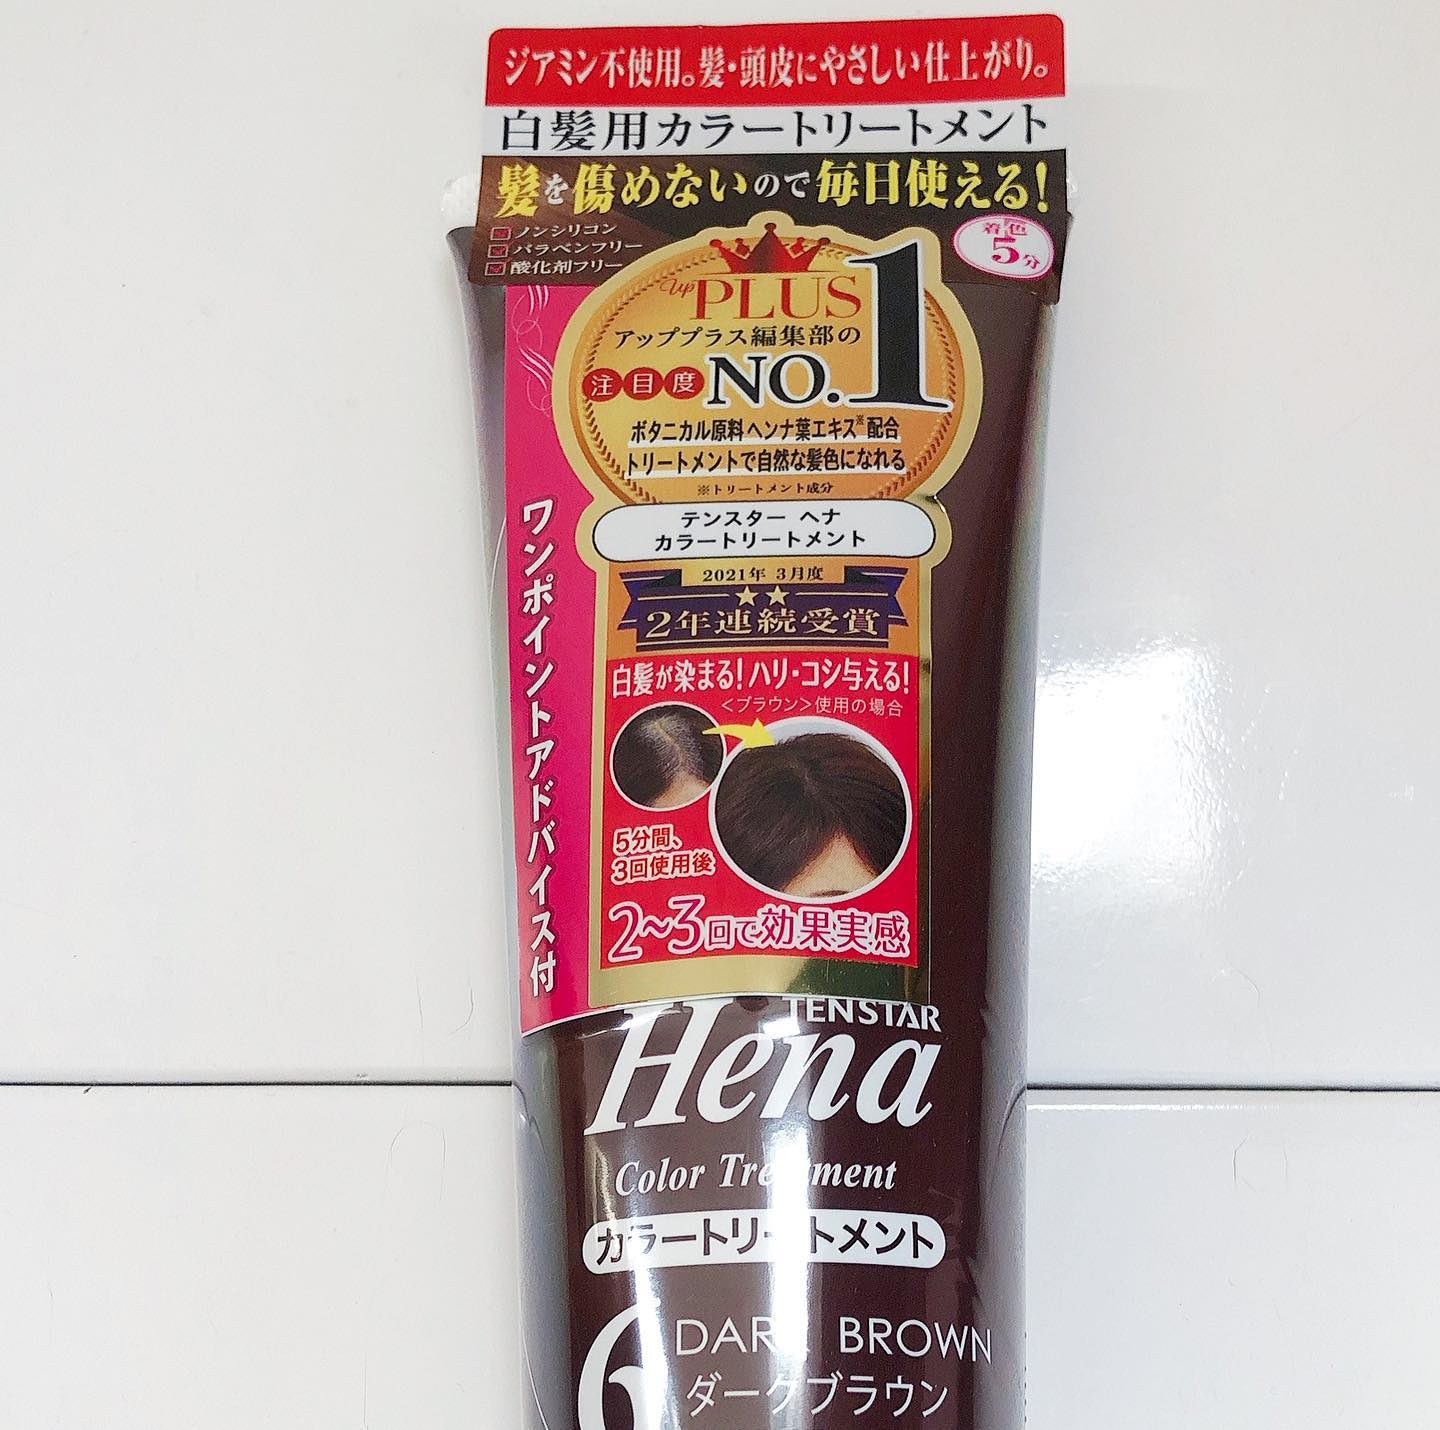 ジアミン不使用。髪・頭皮にやさしい仕上がり。
白髪用カラートリートメント
髪を傷めないので毎日使える!
ノンシリコン
パラベンフリー
酸化剤フリー
着色
5分
up PLUS
アッププラス編集部の
注目度 NO.1
ボタニカル原料ヘンナ葉エキス※配合
トリートメントで自然な髪色になれる
※トリートメント成分
テンスター ヘナ
カラートリートメント
2021年 3月度
2年連続受賞
白髪が染まる!ハリ・コシ与える!
<ブラウン>使用の場合
5分間、
3回使用後
2〜3回で効果実感
ワンポイントアドバイス付
TENSTAR
Hena
Color Treatment
カラートリートメント
6
DARK BROWN
ダークブラウン